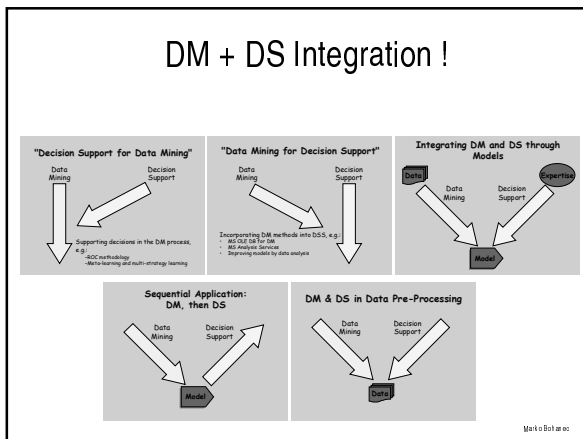 DM + DS Integration !
"Decision Support for Data Mining"
Data
Mining
Decision
Support
Supporting decisions in the DM process,
e.g.:
–ROC methodology
–Meta-learning and multi-strategy learning
"Data Mining for Decision Support"
Data
Mining
Decision
Support
Incorporating DM methods into DSS, e.g.:
• MS OLE DB for DM
• MS Analysis Services
• Improving models by data analysis
Integrating DM and DS through
Models
Data
Expertise
Data
Mining
Decision
Support
Model
Sequential Application:
DM, then DS
Data
Mining
Decision
Support
Model
DM & DS in Data Pre-Processing
Data
Mining
Decision
Support
Data
Marko Bohanec